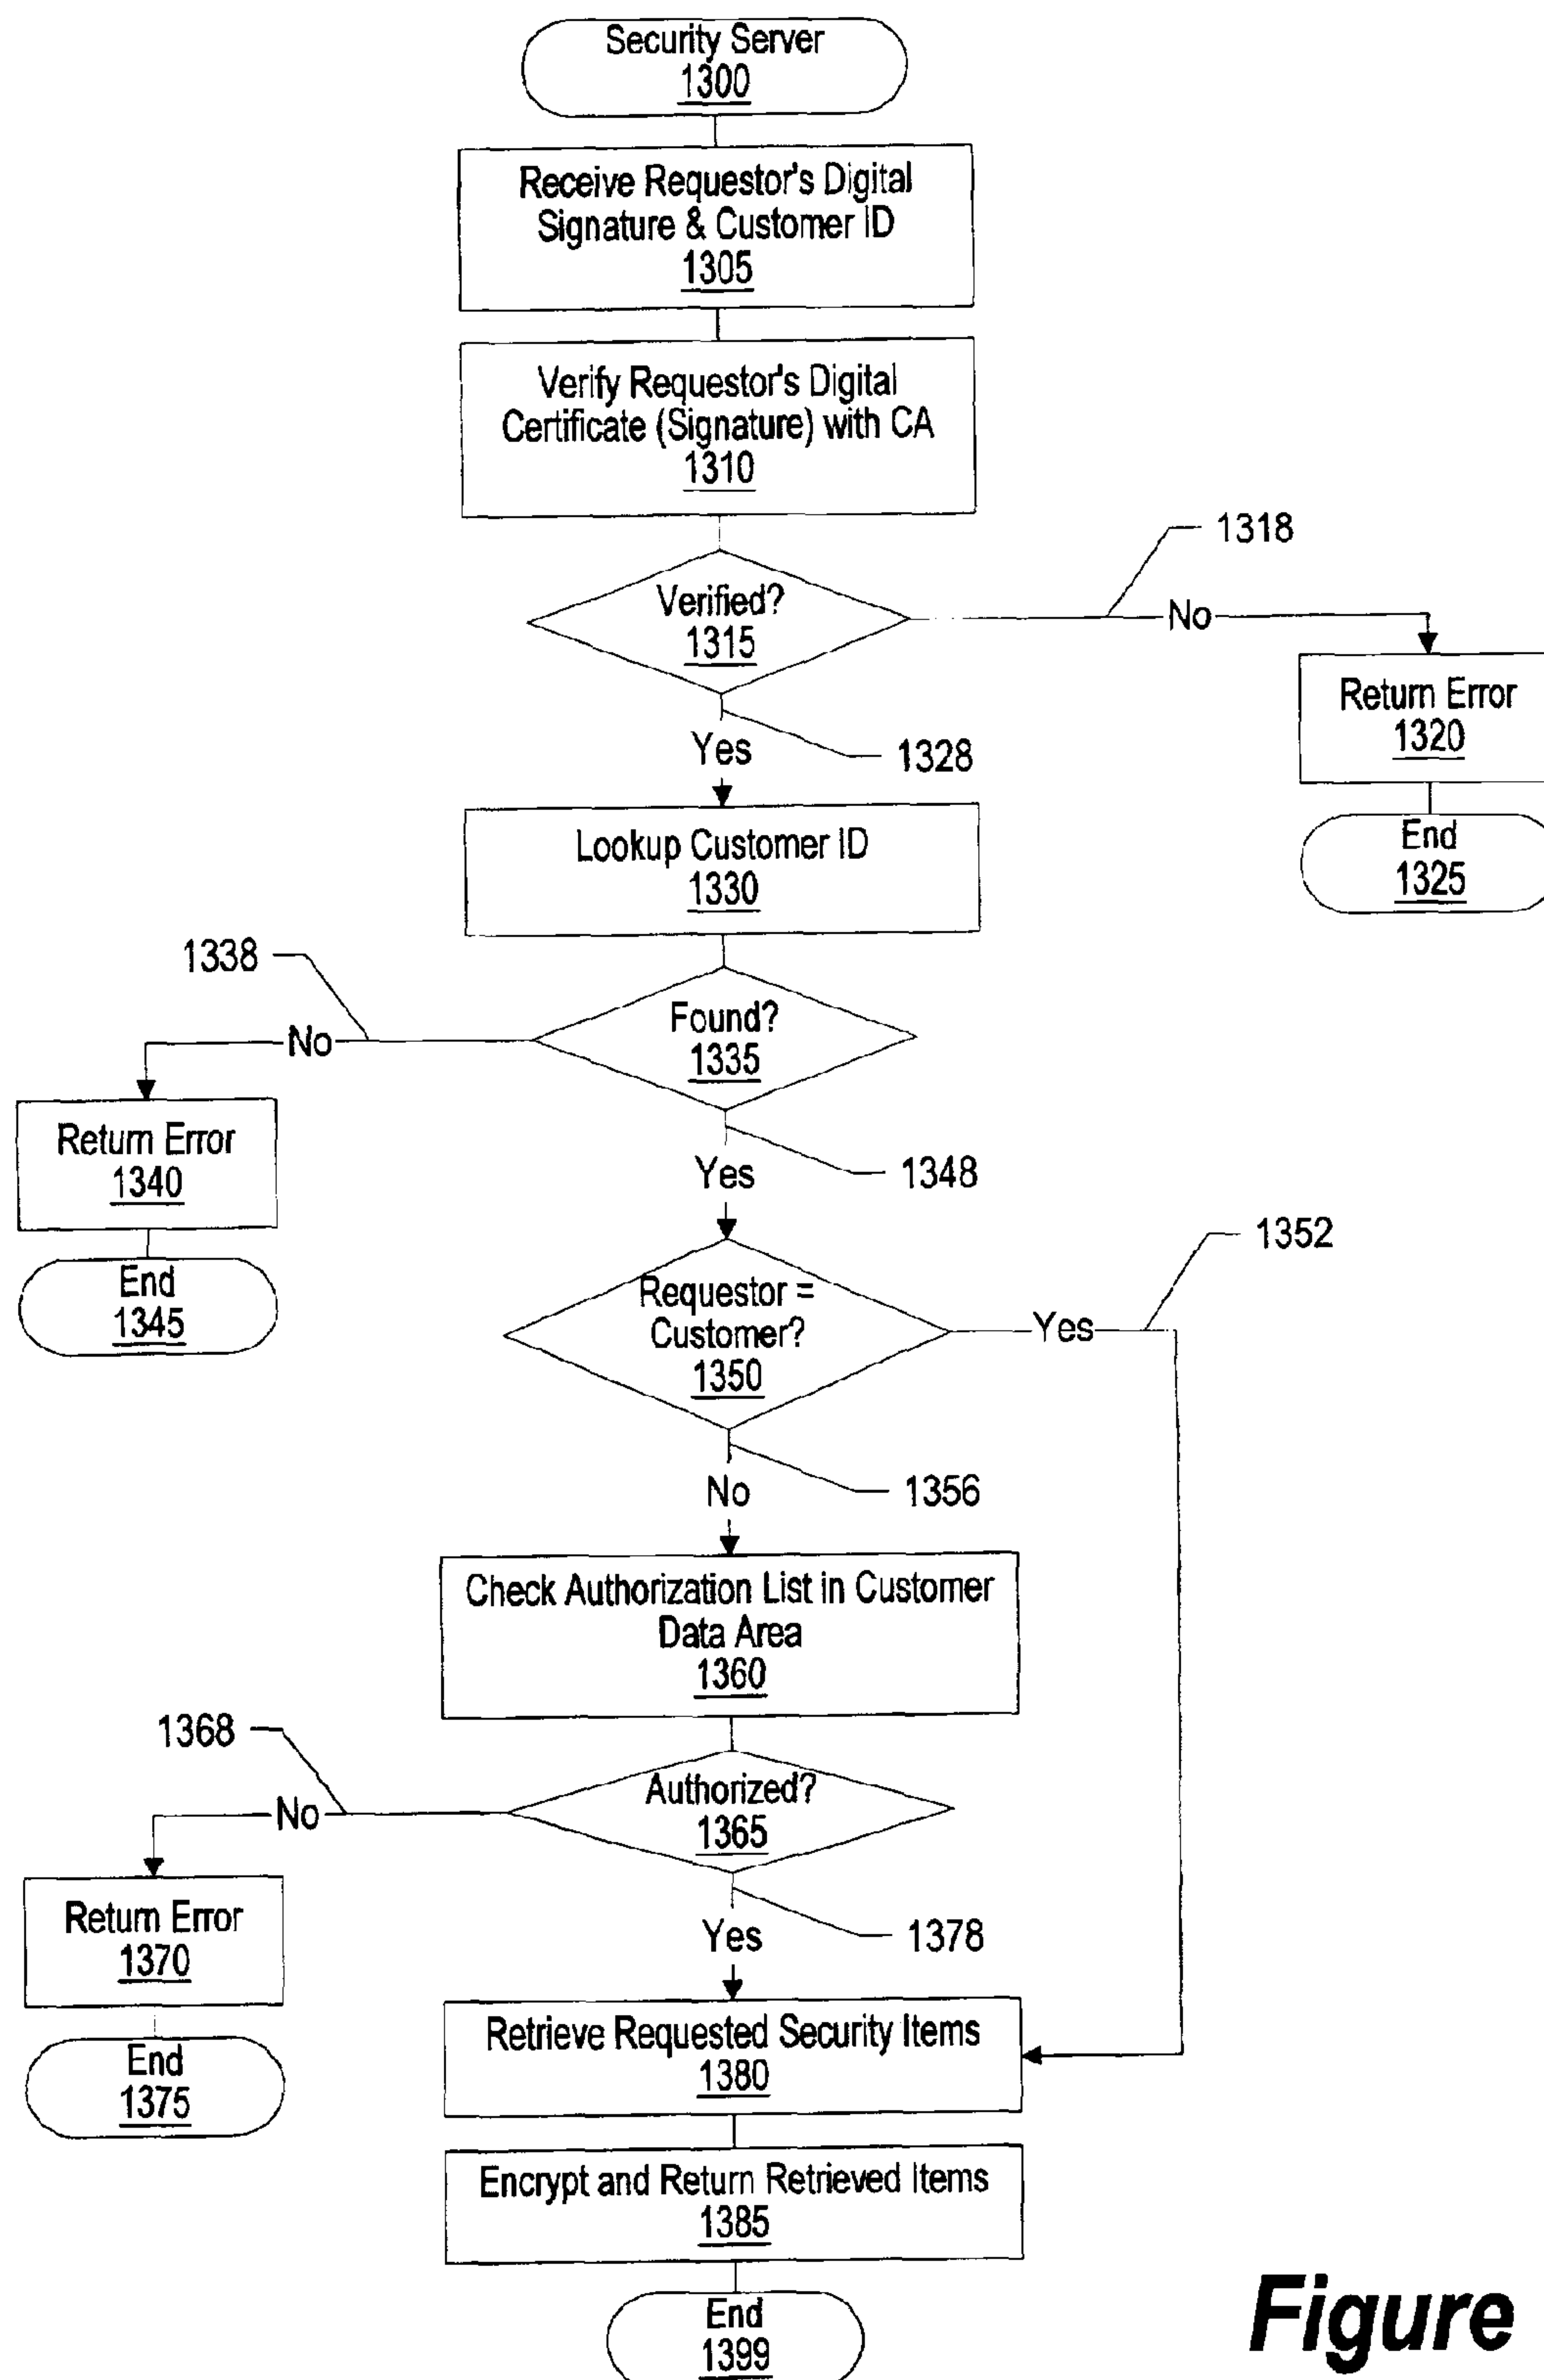 Security Server
1300
Receive Requestor's Digital
Signature & Customer ID
1305
Verify Requestor's Digital
Certificate (Signature) with CA
1310
1318
Verified?
1315
No
Return Error
1320
Yes
1328
End
1325
Lookup Customer ID
1330
1338
Found?
1335
No
Return Error
1340
Yes
1348
End
1345
1352
Requestor =
Customer?
1350
Yes
No
1356
Check Authorization List in Customer
Data Area
1360
1368
Authorized?
1365
No
Return Error
1370
Yes
1378
End
1375
Retrieve Requested Security Items
1380
Encrypt and Return Retrieved Items
1385
End
1399
Figure